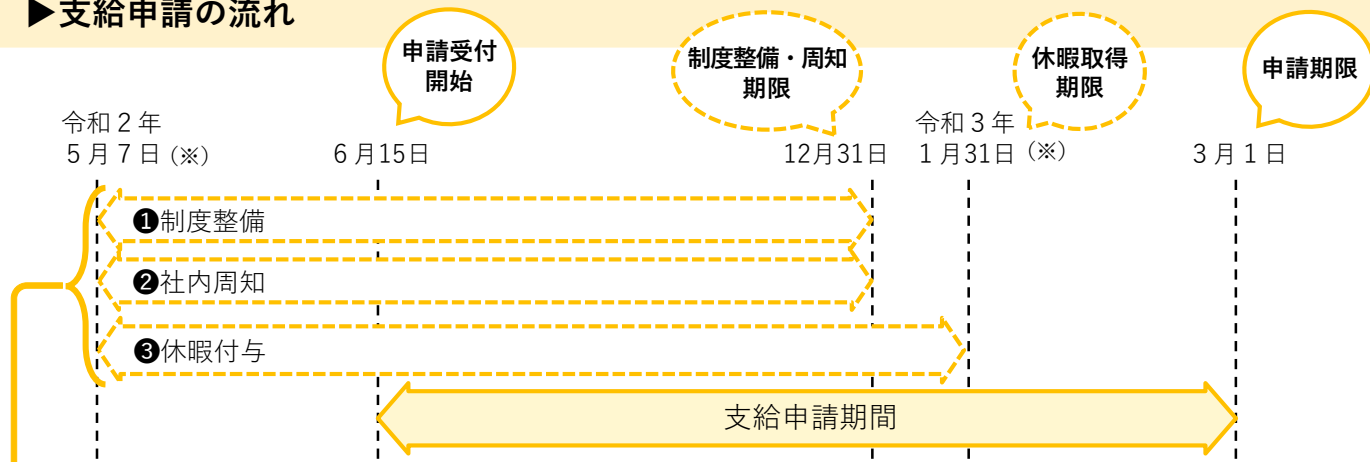 ▶支給申請の流れ
申請受付
開始
制度整備・周知
期限
休暇取得
期限
申請期限
令和２年
５月７日(※)
６月15日
12月31日
令和３年
１月31日(※)
３月１日
❶制度整備
❷社内周知
❸休暇付与
支給申請期間